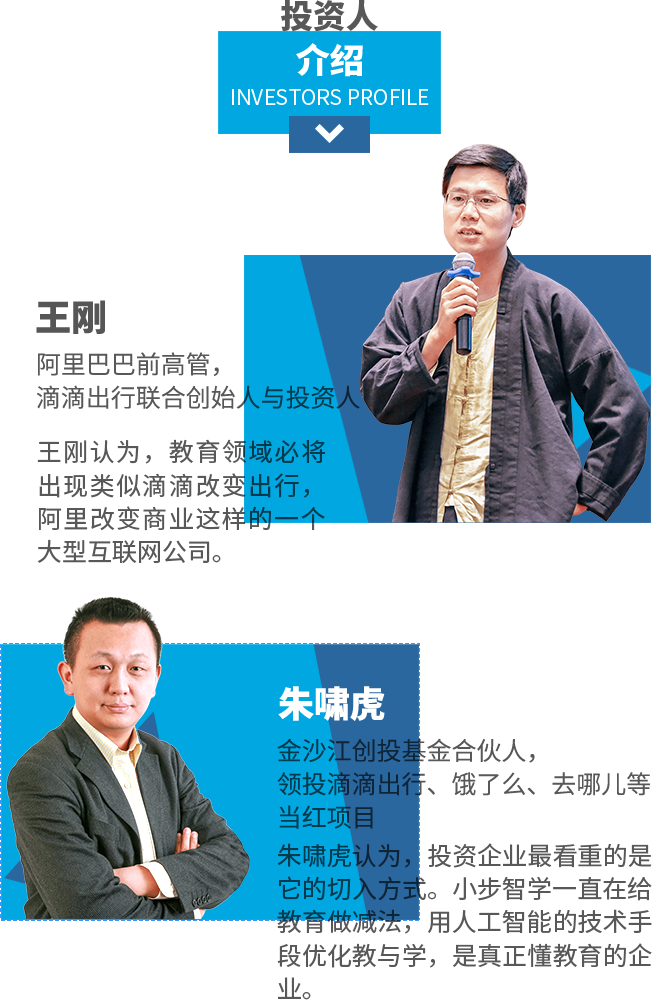 投资人
介绍
INVESTORS PROFILE
王刚
阿里巴巴前高管，
滴滴出行联合创始人与投资人
王刚认为，教育领域必将
出现类似滴滴改变出行，
阿里改变商业这样的一个
大型互联网公司。
朱啸虎
金沙江创投基金合伙人，
领投滴滴出行、饿了么、去哪儿等
当红项目
朱啸虎认为，投资企业最看重的是
它的切入方式。小步智学一直在给
教育做减法，用人工智能的技术手
段优化教与学，是真正懂教育的企
业。